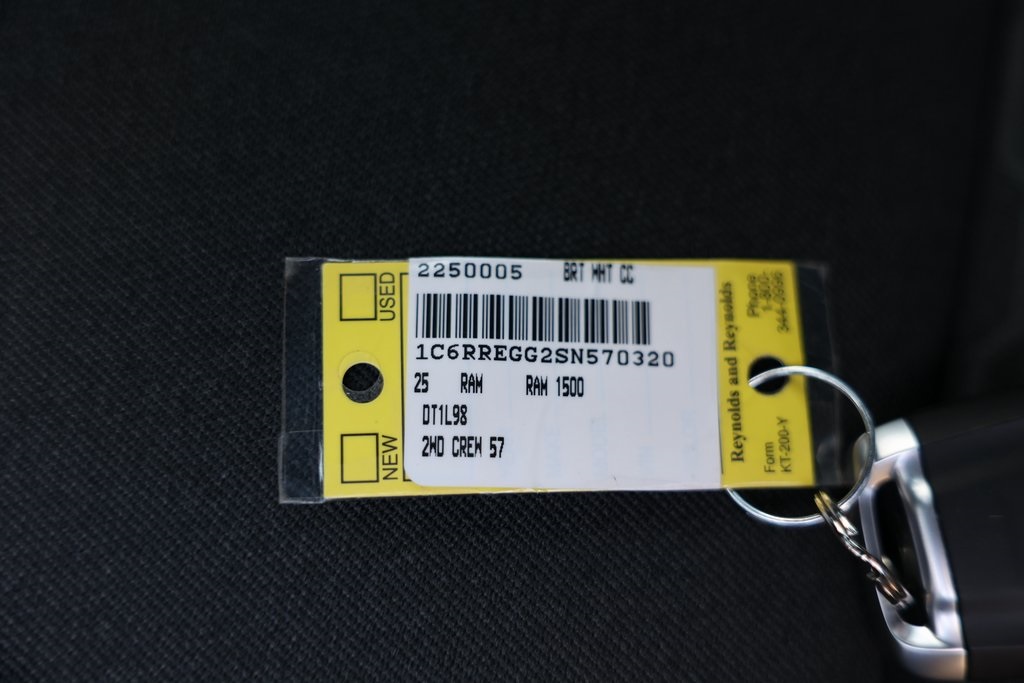 USED
NEW
2250005 BRT WHT CC
1C6RREGG2SN570320
25 RAM RAM 1500
DT1L98
2WD CREW 57
Reynolds and Reynolds
Phone
1-800-
344-0996
Form
KT-200-Y